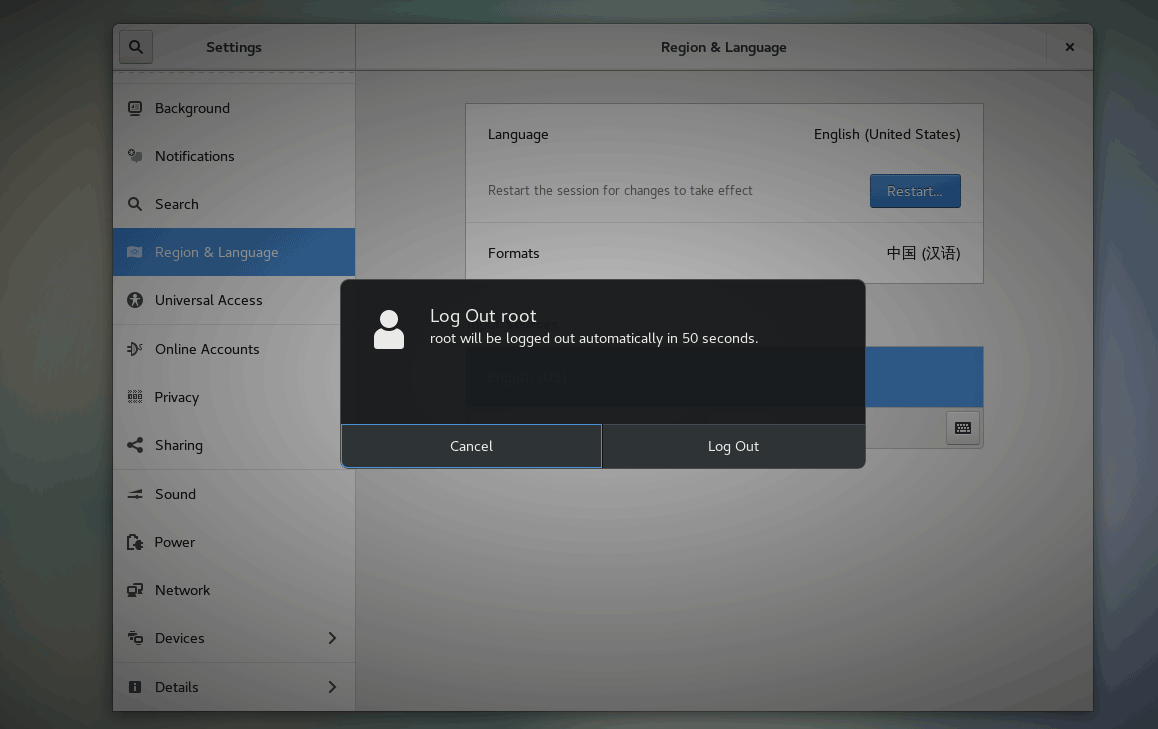 Settings
Region & Language
Background
Notifications
Search
Region & Language
Universal Access
Online Accounts
Privacy
Sharing
Sound
Power
Network
Devices
Details
Language
English (United States)
Restart the session for changes to take effect
Restart...
Formats
中国 (汉语)
Log Out root
root will be logged out automatically in 50 seconds.
Cancel
Log Out